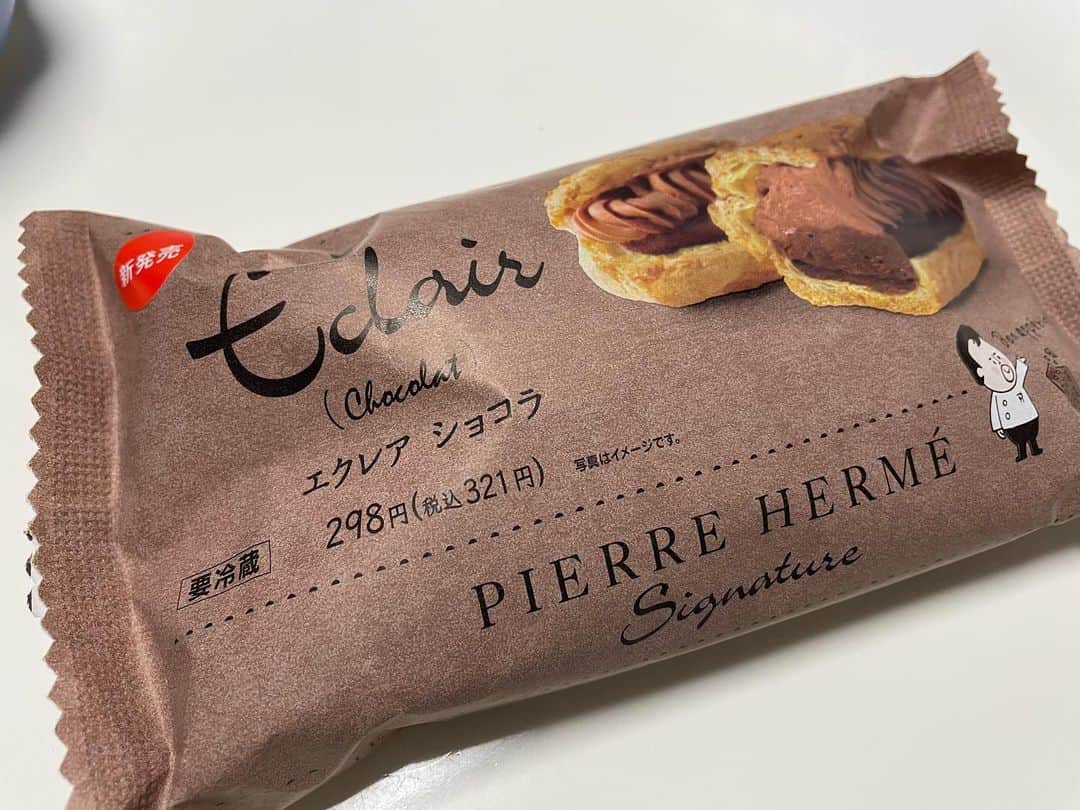 新発売
Eclair
Chocolat
エクレア ショコラ
298円(税込321円)
写真はイメージです。
要冷蔵
PIERRE HERMÉ
Signature